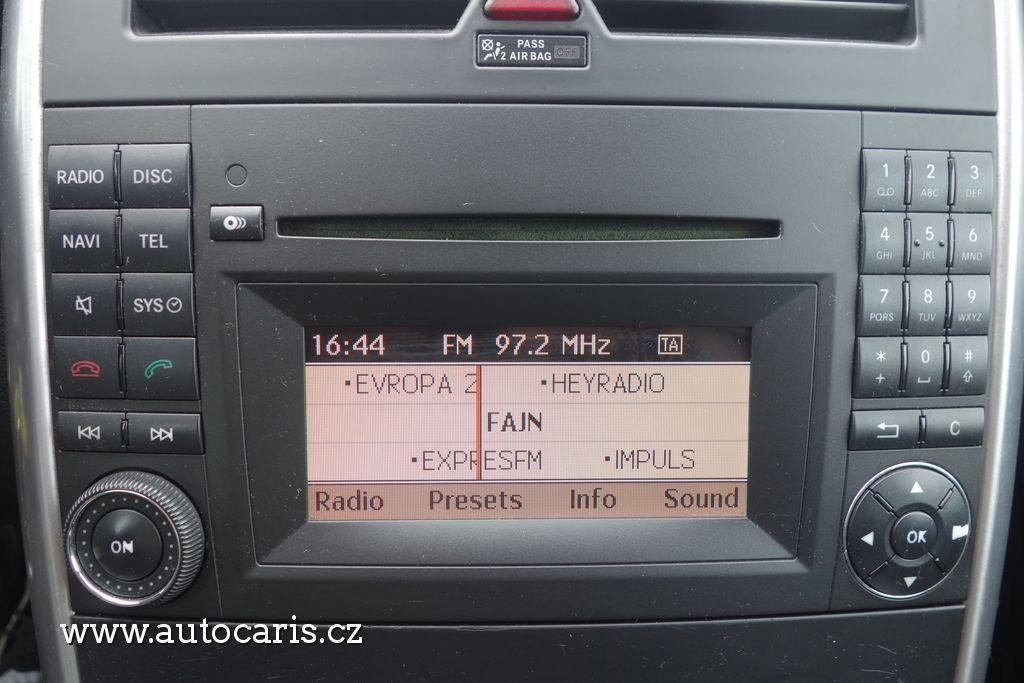 PASS
2 AIRBAG OFF
RADIO DISC
NAVI TEL
SYS
ON
16:44 FM 97.2 MHz TA
·EVROPA 2 ·HEYRADIO
FAJN
·EXPRESFM ·IMPULS
Radio Presets Info Sound
1 2 3
ABC DEF
4 5 6
GHI JKL MNO
7 8 9
PQRS TUV WXYZ
* 0 #
+
C
OK
www.autocaris.cz